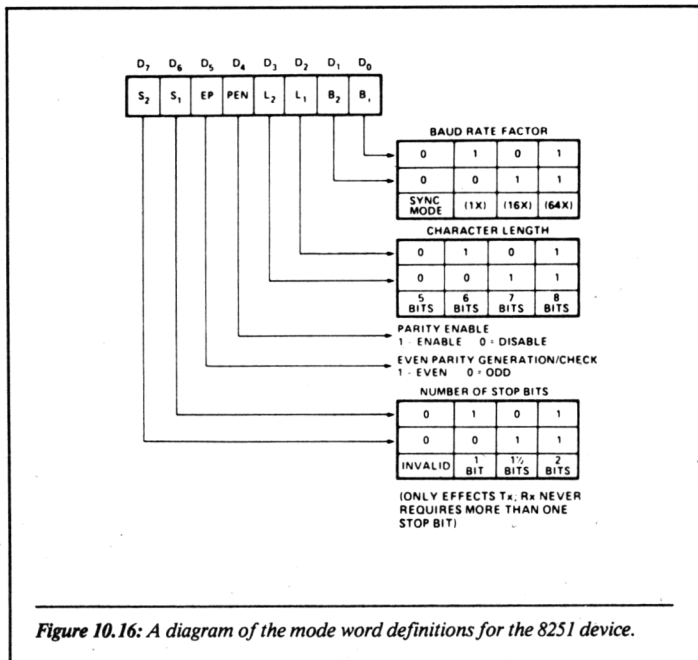 D₇ D₆ D₅ D₄ D₃ D₂ D₁ D₀
S₂ S₁ EP PEN L₂ L₁ B₂ B₁
BAUD RATE FACTOR
0 1 0 1
0 0 1 1
SYNC MODE (1X) (16X) (64X)
CHARACTER LENGTH
0 1 0 1
0 0 1 1
5 BITS 6 BITS 7 BITS 8 BITS
PARITY ENABLE
1 - ENABLE 0 = DISABLE
EVEN PARITY GENERATION/CHECK
1 - EVEN 0 = ODD
NUMBER OF STOP BITS
0 1 0 1
0 0 1 1
INVALID 1 BIT 1½ BITS 2 BITS
(ONLY EFFECTS Tx; Rx NEVER
REQUIRES MORE THAN ONE
STOP BIT)
Figure 10.16: A diagram of the mode word definitions for the 8251 device.